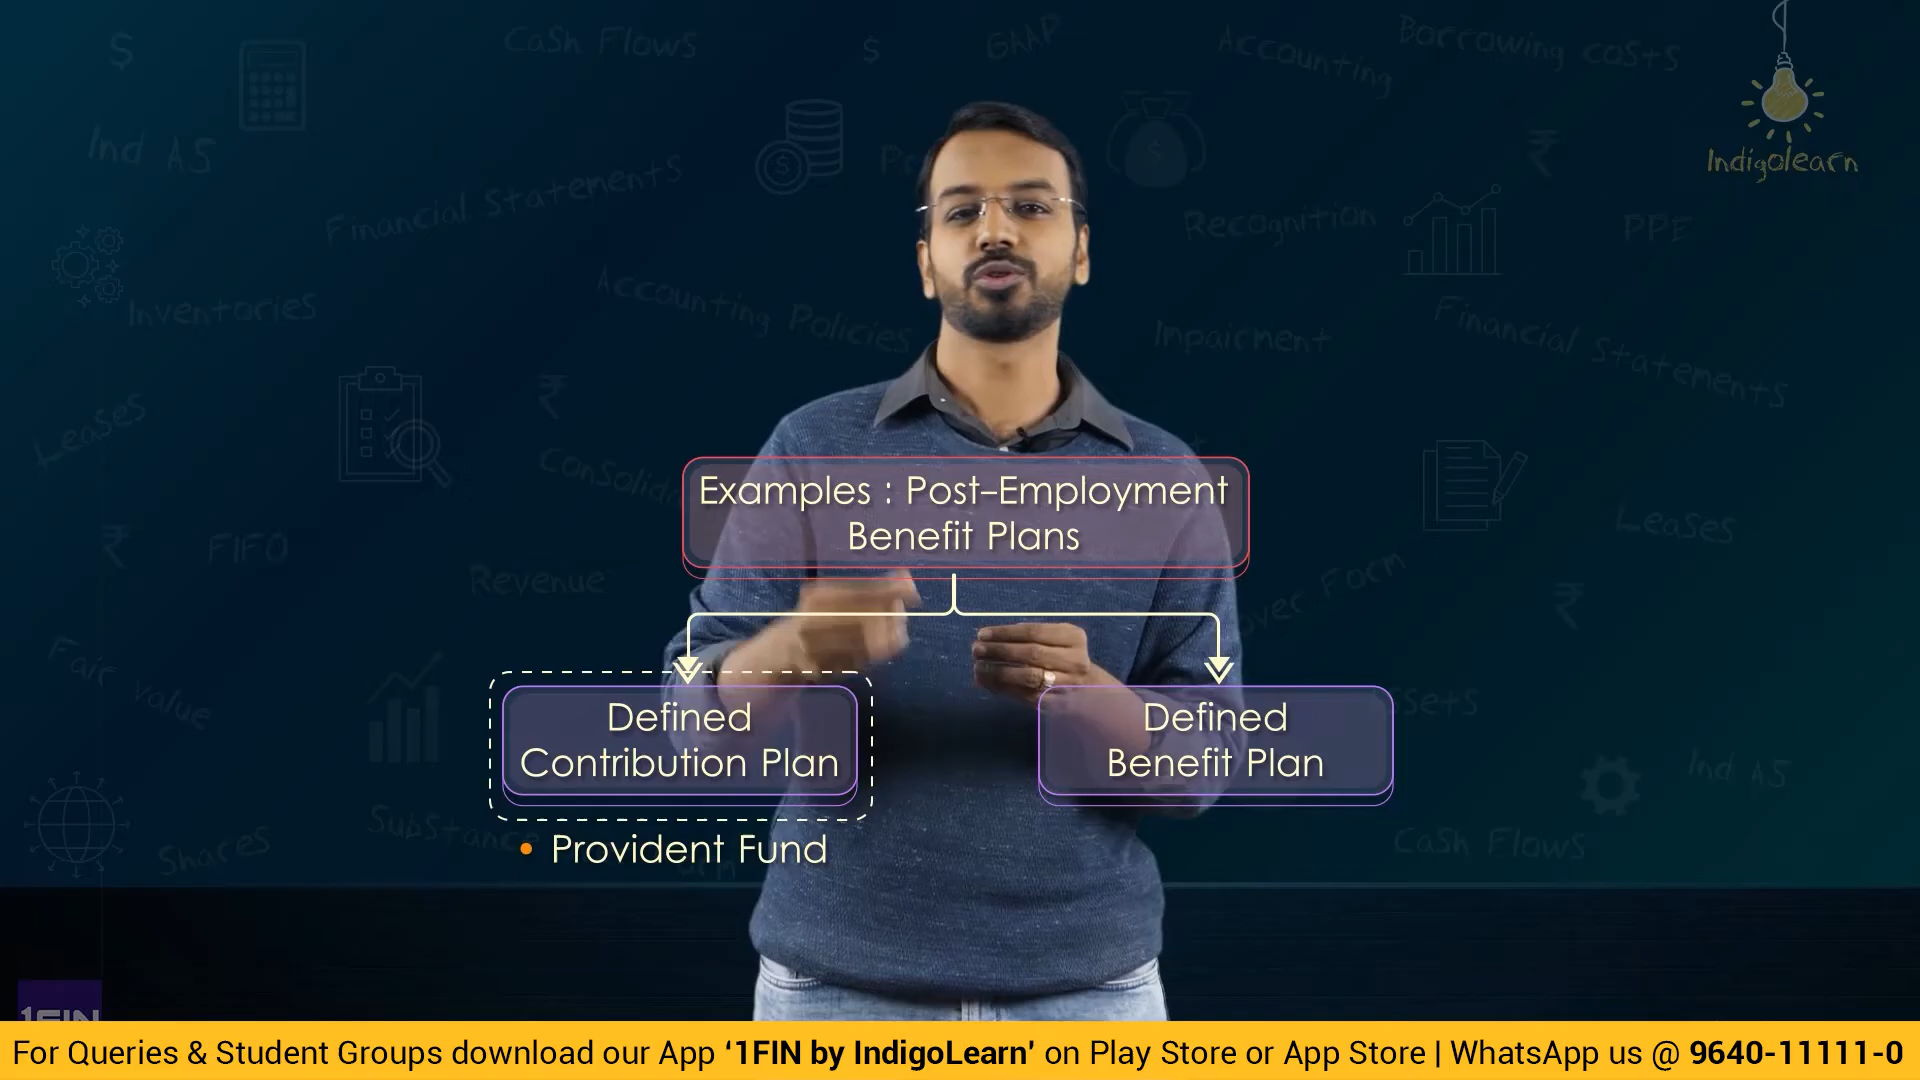 $
Cash Flows
$
GAAP
Accounting
Borrowing costs
Ind AS
Financial Statements
Indigolearn
Recognition
PPE
Inventories
Accounting Policies
Impairment
Financial Statements
Leases
₹
Examples : Post–Employment
Benefit Plans
₹
FIFO
Revenue
Leases
₹
Fair value
Defined
Contribution Plan
Defined
Benefit Plan
Ind AS
Shares
Substance
• Provident Fund
Cash Flows
1FIN
For Queries & Student Groups download our App ‘1FIN by IndigoLearn’ on Play Store or App Store | WhatsApp us @ 9640-11111-0